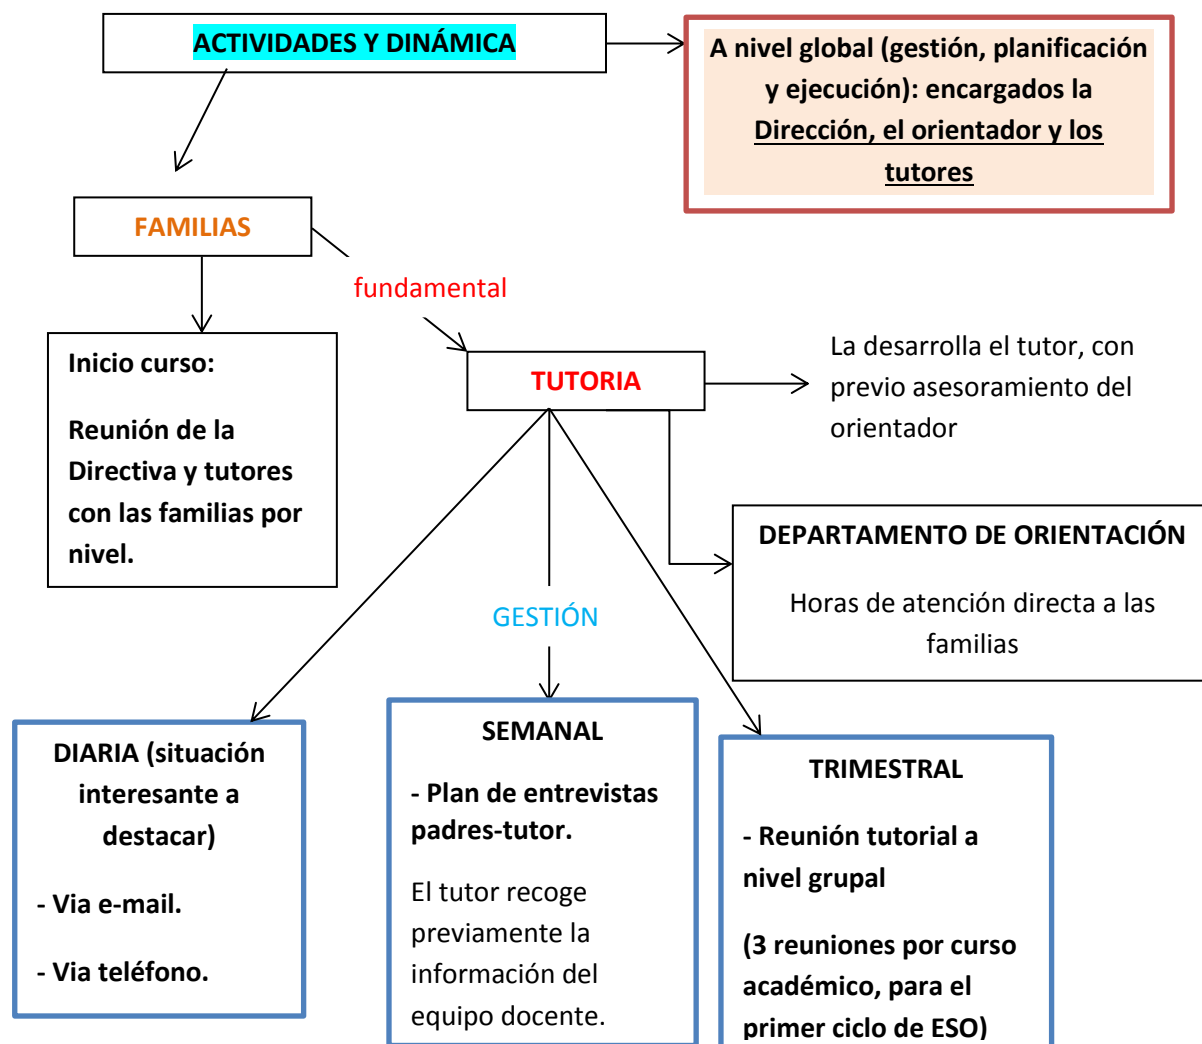 ACTIVIDADES Y DINÁMICA
A nivel global (gestión, planificación
y ejecución): encargados la
Dirección, el orientador y los
tutores
FAMILIAS
fundamental
Inicio curso:
Reunión de la
Directiva y tutores
con las familias por
nivel.
TUTORIA
La desarrolla el tutor, con
previo asesoramiento del
orientador
DEPARTAMENTO DE ORIENTACIÓN
Horas de atención directa a las
familias
GESTIÓN
DIARIA (situación
interesante a
destacar)
- Via e-mail.
- Via teléfono.
SEMANAL
- Plan de entrevistas
padres-tutor.
El tutor recoge
previamente la
información del
equipo docente.
TRIMESTRAL
- Reunión tutorial a
nivel grupal
(3 reuniones por curso
académico, para el
primer ciclo de ESO)